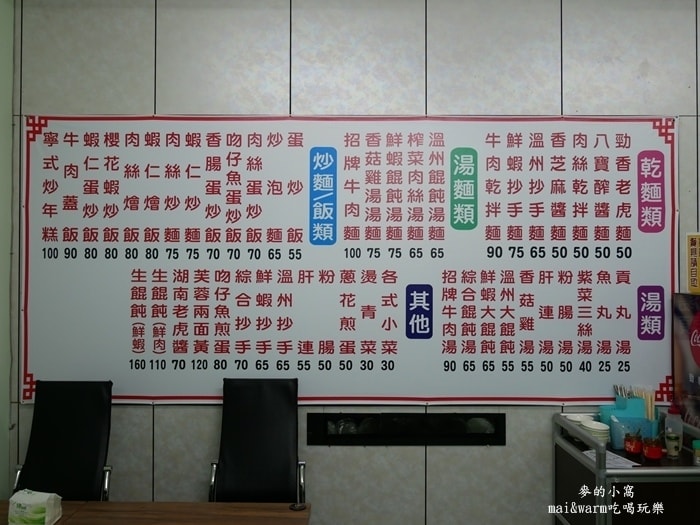 乾麵類
勁香老虎麵 50
八寶醡醬麵 50
肉絲乾麵 50
香芝麻醬麵 50
溫州抄手麵 65
鮮蝦抄手麵 75
牛肉乾拌麵 90
湯麵類
溫州餛飩湯麵 65
榨菜肉絲湯麵 65
鮮蝦餛飩湯麵 75
香菇雞湯湯麵 75
招牌牛肉麵 100
炒麵/飯類
蛋炒飯 55
炒泡麵 65
肉絲蛋炒飯 70
吻仔魚蛋炒飯 70
香腸蛋炒飯 70
蝦仁炒麵 75
肉絲炒麵 75
蝦仁燴飯 80
肉絲燴飯 80
櫻花蝦炒飯 80
蝦仁蛋炒飯 80
牛肉蓋飯 90
寧式炒年糕 100
湯類
貢丸湯 25
魚丸湯 25
紫菜三絲湯 40
粉腸湯 50
肝連湯 50
香菇雞湯 55
溫州大餛飩 55
鮮蝦大餛飩 65
綜合大餛飩 65
招牌牛肉湯 90
其他
各式小菜 30
燙青菜 30
蔥花煎蛋 50
粉腸 50
肝連 55
溫州抄手 55
鮮蝦抄手 65
綜合抄手 65
吻仔魚煎蛋 70
芙蓉兩面黃 120
湖南老虎醬 70
生餛飩(鮮肉) 110
生餛飩(鮮蝦) 160
麥的小窩
mai&warm吃喝玩樂